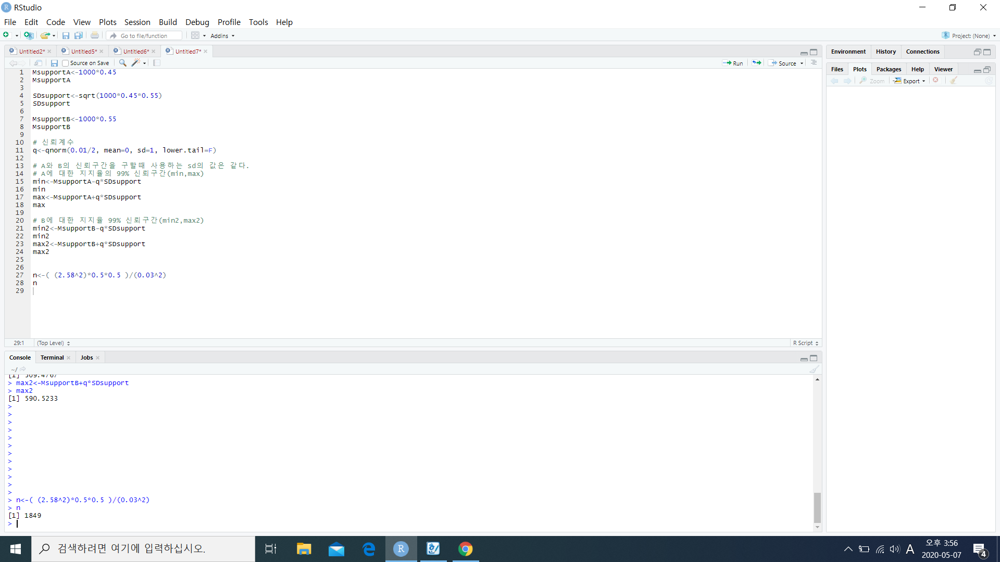 RStudio
File Edit Code View Plots Session Build Debug Profile Tools Help
Go to file/function Addins Project: (None)
Untitled2* Untitled5* Untitled6* Untitled7*
Source on Save Run Source
1 MsupportA<-1000*0.45
2 MsupportA
3
4 SDsupport<-sqrt(1000*0.45*0.55)
5 SDsupport
6
7 MsupportB<-1000*0.55
8 MsupportB
9
10 # 신뢰계수
11 q<-qnorm(0.01/2, mean=0, sd=1, lower.tail=F)
12
13 # A와 B의 신뢰구간을 구할때 사용하는 sd의 값은 같다.
14 # A에 대한 지지율의 99% 신뢰구간(min,max)
15 min<-MsupportA-q*SDsupport
16 min
17 max<-MsupportA+q*SDsupport
18 max
19
20 # B에 대한 지지율 99% 신뢰구간(min2,max2)
21 min2<-MsupportB-q*SDsupport
22 min2
23 max2<-MsupportB+q*SDsupport
24 max2
25
26
27 n<-( (2.58^2)*0.5*0.5 )/(0.03^2)
28 n
29
29:1 (Top Level) R Script
Console Terminal Jobs
~/
[1] 509.4767
> max2<-MsupportB+q*SDsupport
> max2
[1] 590.5233
>
>
>
>
>
>
>
>
>
>
>
>
> n<-( (2.58^2)*0.5*0.5 )/(0.03^2)
> n
[1] 1849
>
Environment History Connections
Files Plots Packages Help Viewer
Zoom Export
검색하려면 여기에 입력하십시오.
A
오후 3:56
2020-05-07
4